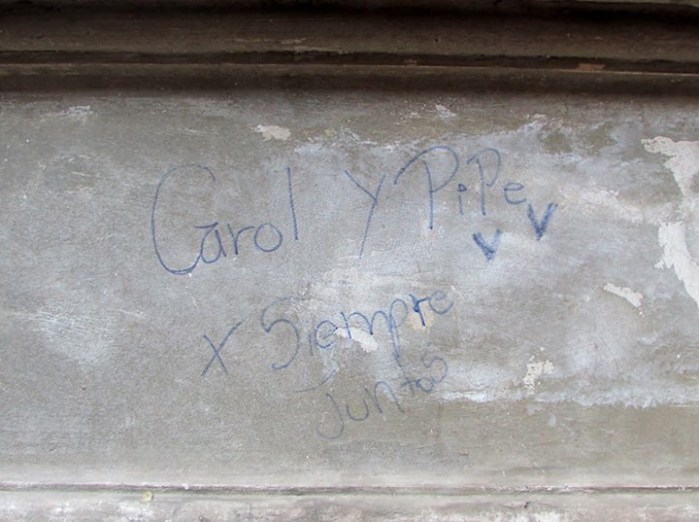 Carol y Pipe
x Siempre
Juntos